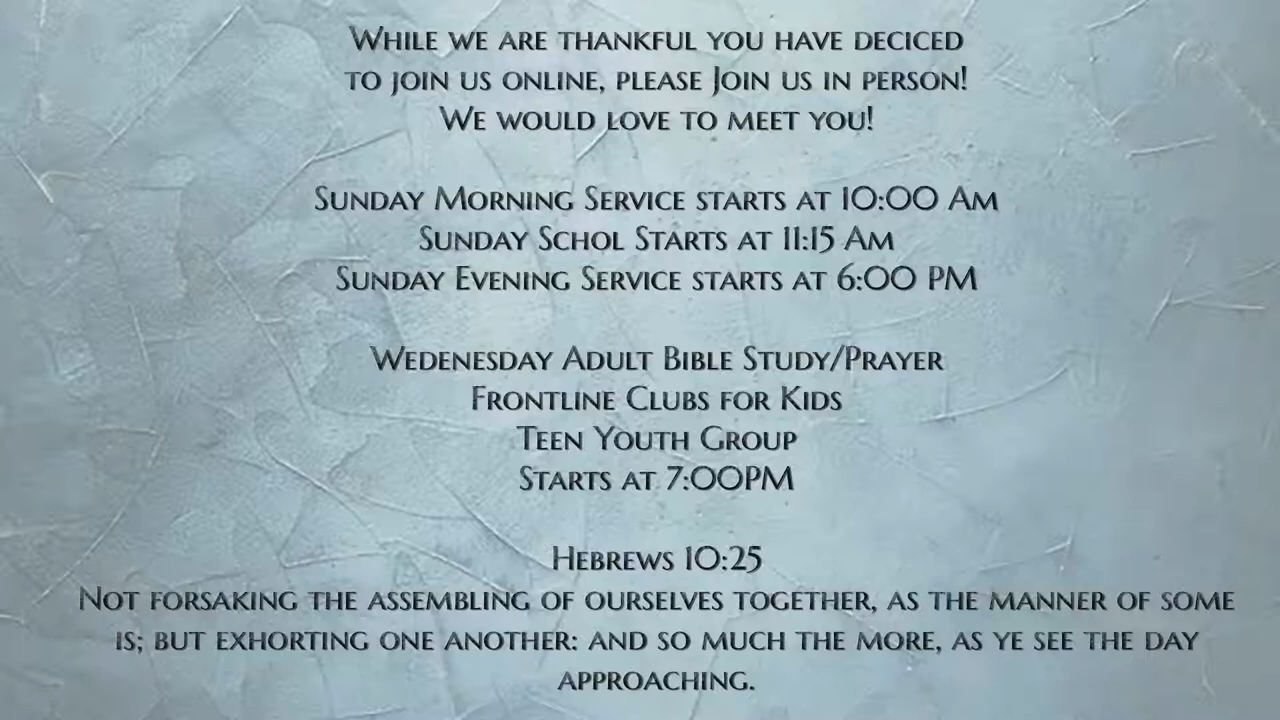 While we are thankful you have deciced
to join us online, please Join us in person!
We would love to meet you!
Sunday Morning Service starts at 10:00 Am
Sunday Schol Starts at 11:15 Am
Sunday Evening Service starts at 6:00 PM
Wedenesday Adult Bible Study/Prayer
Frontline Clubs for Kids
Teen Youth Group
Starts at 7:00PM
Hebrews 10:25
Not forsaking the assembling of ourselves together, as the manner of some
is; but exhorting one another: and so much the more, as ye see the day
approaching.